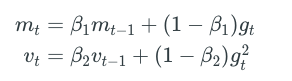 m_t = β_1 m_{t−1} + (1 − β_1) g_t
v_t = β_2 v_{t−1} + (1 − β_2) g_t^2